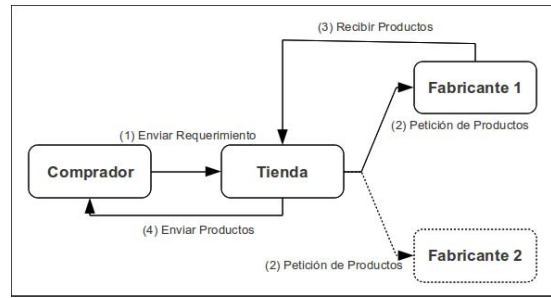 (3) Recibir Productos
Fabricante 1
(2) Petición de Productos
(1) Enviar Requerimiento
Comprador
Tienda
(4) Enviar Productos
Fabricante 2
(2) Petición de Productos